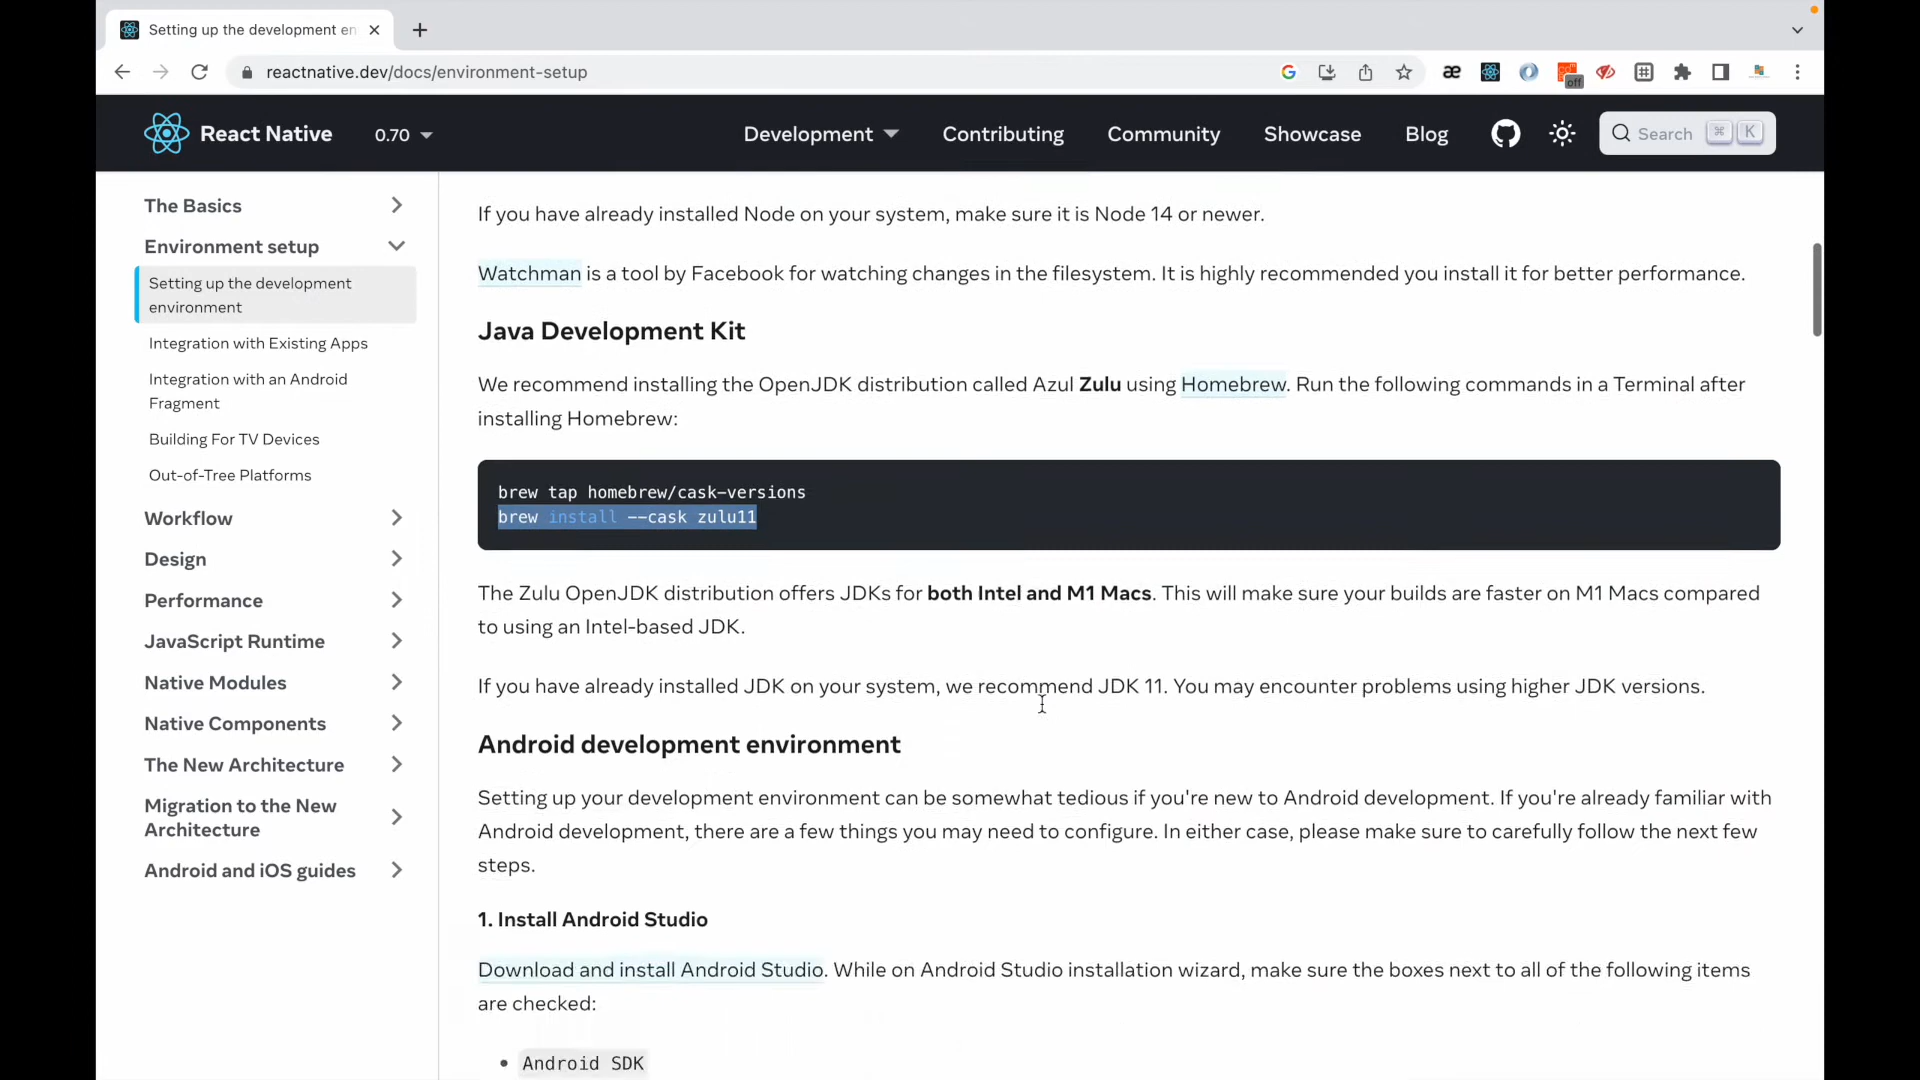 Setting up the development en
reactnative.dev/docs/environment-setup
æ
off
React Native
0.70
Development
Contributing
Community
Showcase
Blog
Search ⌘ K
The Basics
Environment setup
Setting up the development
environment
Integration with Existing Apps
Integration with an Android
Fragment
Building For TV Devices
Out-of-Tree Platforms
Workflow
Design
Performance
JavaScript Runtime
Native Modules
Native Components
The New Architecture
Migration to the New
Architecture
Android and iOS guides
If you have already installed Node on your system, make sure it is Node 14 or newer.
Watchman is a tool by Facebook for watching changes in the filesystem. It is highly recommended you install it for better performance.
Java Development Kit
We recommend installing the OpenJDK distribution called Azul Zulu using Homebrew. Run the following commands in a Terminal after
installing Homebrew:
brew tap homebrew/cask-versions
brew install --cask zulu11
The Zulu OpenJDK distribution offers JDKs for both Intel and M1 Macs. This will make sure your builds are faster on M1 Macs compared
to using an Intel-based JDK.
If you have already installed JDK on your system, we recommend JDK 11. You may encounter problems using higher JDK versions.
Android development environment
Setting up your development environment can be somewhat tedious if you're new to Android development. If you're already familiar with
Android development, there are a few things you may need to configure. In either case, please make sure to carefully follow the next few
steps.
1. Install Android Studio
Download and install Android Studio. While on Android Studio installation wizard, make sure the boxes next to all of the following items
are checked:
• Android SDK